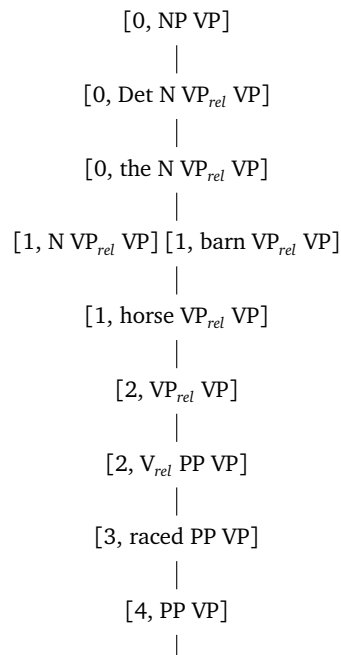 [0, NP VP]
[0, Det N VP_rel VP]
[0, the N VP_rel VP]
[1, N VP_rel VP] [1, barn VP_rel VP]
[1, horse VP_rel VP]
[2, VP_rel VP]
[2, V_rel PP VP]
[3, raced PP VP]
[4, PP VP]